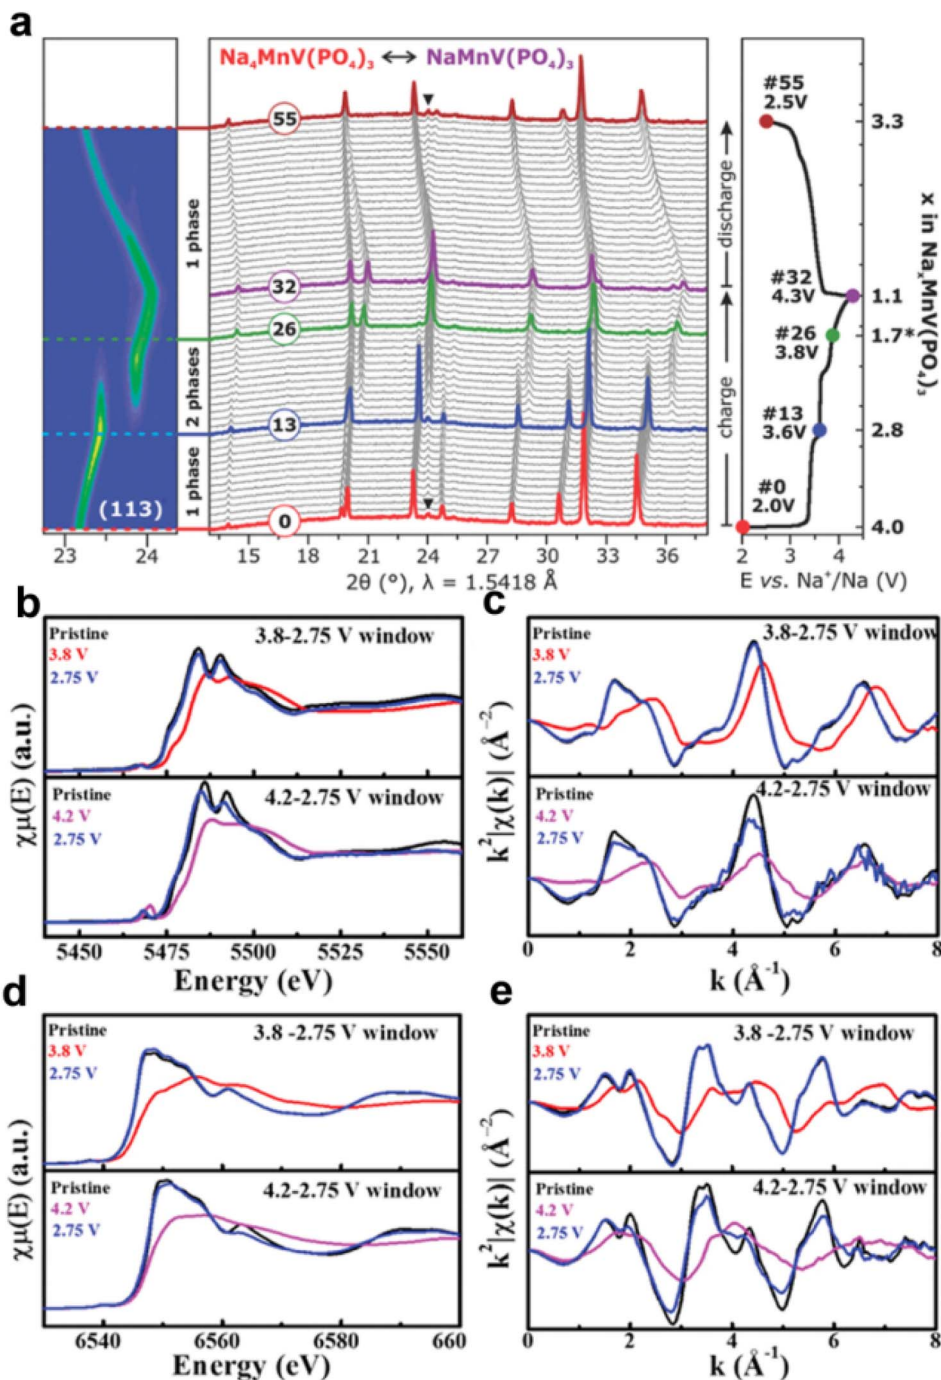 a
Na₄MnV(PO₄)₃ ↔ NaMnV(PO₄)₃
55
32
26
13
0
1 phase
2 phases
1 phase
(113)
23 24
15 18 21 24 27 30 33 36
2θ (°), λ = 1.5418 Å
discharge
charge
#55
2.5V
#32
4.3V
#26
3.8V
#13
3.6V
#0
2.0V
3.3
1.1
1.7*
2.8
4.0
x in NaₓMnV(PO₄)₃
2 3 4
E vs. Na⁺/Na (V)
b
Pristine
3.8 V
2.75 V
3.8-2.75 V window
Pristine
4.2 V
2.75 V
4.2-2.75 V window
χμ(E) (a.u.)
5450 5475 5500 5525 5550
Energy (eV)
c
Pristine
3.8 V
2.75 V
3.8-2.75 V window
Pristine
4.2 V
2.75 V
4.2-2.75 V window
k²|χ(k)| (Å⁻²)
0 2 4 6 8
k (Å⁻¹)
d
Pristine
3.8 V
2.75 V
3.8 -2.75 V window
Pristine
4.2 V
2.75 V
4.2-2.75 V window
χμ(E) (a.u.)
6540 6560 6580 6600
Energy (eV)
e
Pristine
3.8 V
2.75 V
3.8 -2.75 V window
Pristine
4.2 V
2.75 V
4.2-2.75 V window
k²|χ(k)| (Å⁻²)
0 2 4 6 8
k (Å⁻¹)